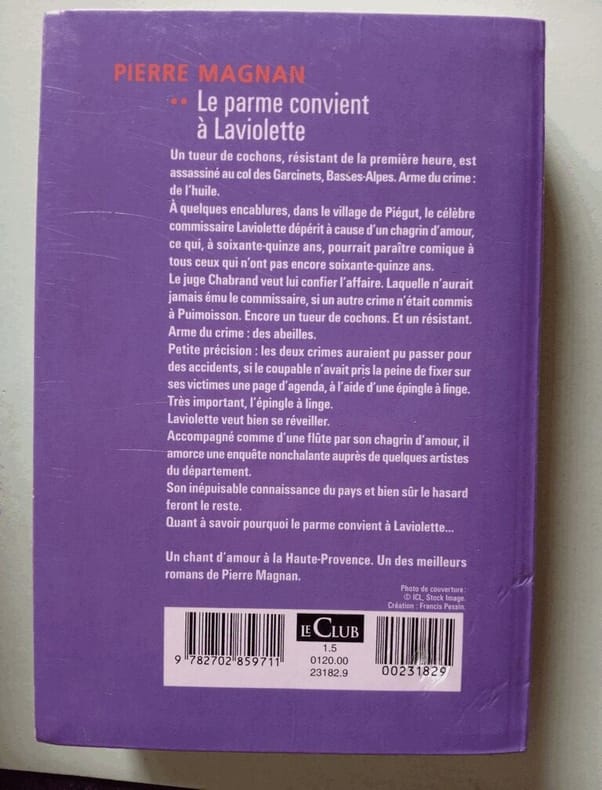 PIERRE MAGNAN
•• Le parme convient
à Laviolette
Un tueur de cochons, résistant de la première heure, est
assassiné au col des Garcinets, Basses-Alpes. Arme du crime :
de l'huile.
À quelques encablures, dans le village de Piégut, le célèbre
commissaire Laviolette dépérit à cause d'un chagrin d'amour,
ce qui, à soixante-quinze ans, pourrait paraître comique à
tous ceux qui n'ont pas encore soixante-quinze ans.
Le juge Chabrand veut lui confier l'affaire. Laquelle n'aurait
jamais ému le commissaire, si un autre crime n'était commis
à Puimoisson. Encore un tueur de cochons. Et un résistant.
Arme du crime : des abeilles.
Petite précision : les deux crimes auraient pu passer pour
des accidents, si le coupable n'avait pris la peine de fixer sur
ses victimes une page d'agenda, à l'aide d'une épingle à linge.
Très important, l'épingle à linge.
Laviolette veut bien se réveiller.
Accompagné comme d'une flûte par son chagrin d'amour, il
amorce une enquête nonchalante auprès de quelques artistes
du département.
Son inépuisable connaissance du pays et bien sûr le hasard
feront le reste.
Quant à savoir pourquoi le parme convient à Laviolette...
Un chant d'amour à la Haute-Provence. Un des meilleurs
romans de Pierre Magnan.
Photo de couverture :
© ICL, Stock Image.
Création : Francis Pessin.
LE CLUB
1.5
0120.00
23182.9
9 782702 859711
00231829